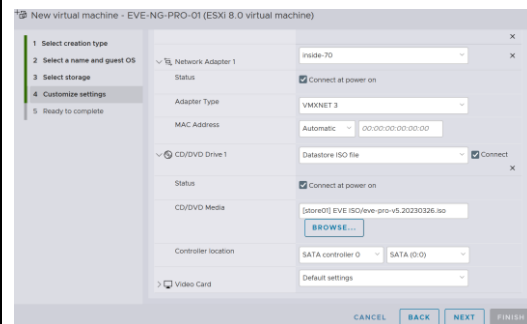 New virtual machine - EVE-NG-PRO-01 (ESXi 8.0 virtual machine)
1 Select creation type
2 Select a name and guest OS
3 Select storage
4 Customize settings
5 Ready to complete
Network Adapter 1
inside-70
Status
Connect at power on
Adapter Type
VMXNET 3
MAC Address
Automatic
00:00:00:00:00:00
CD/DVD Drive 1
Datastore ISO file
Connect
Status
Connect at power on
CD/DVD Media
[store01] EVE ISO/eve-pro-v5.20230326.iso
BROWSE...
Controller location
SATA controller 0
SATA (0:0)
Video Card
Default settings
CANCEL
BACK
NEXT
FINISH